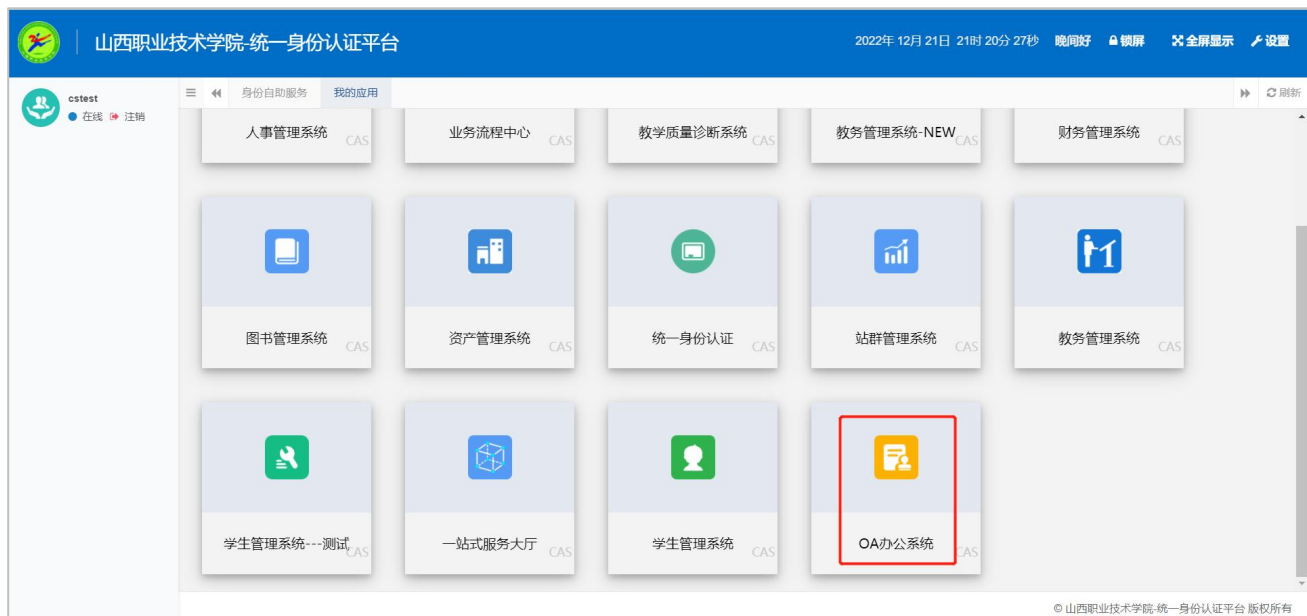 山西职业技术学院-统一身份认证平台
2022年 12月 21日 21时 20分 27秒 晚间好 锁屏 全屏显示 设置
cstest
在线 注销
身份自助服务 我的应用 刷新
人事管理系统 CAS 业务流程中心 CAS 教学质量诊断系统 CAS 教务管理系统-NEW CAS 财务管理系统 CAS
图书管理系统 CAS 资产管理系统 CAS 统一身份认证 CAS 站群管理系统 CAS 教务管理系统 CAS
学生管理系统---测试 CAS 一站式服务大厅 CAS 学生管理系统 CAS OA办公系统 CAS
© 山西职业技术学院-统一身份认证平台 版权所有